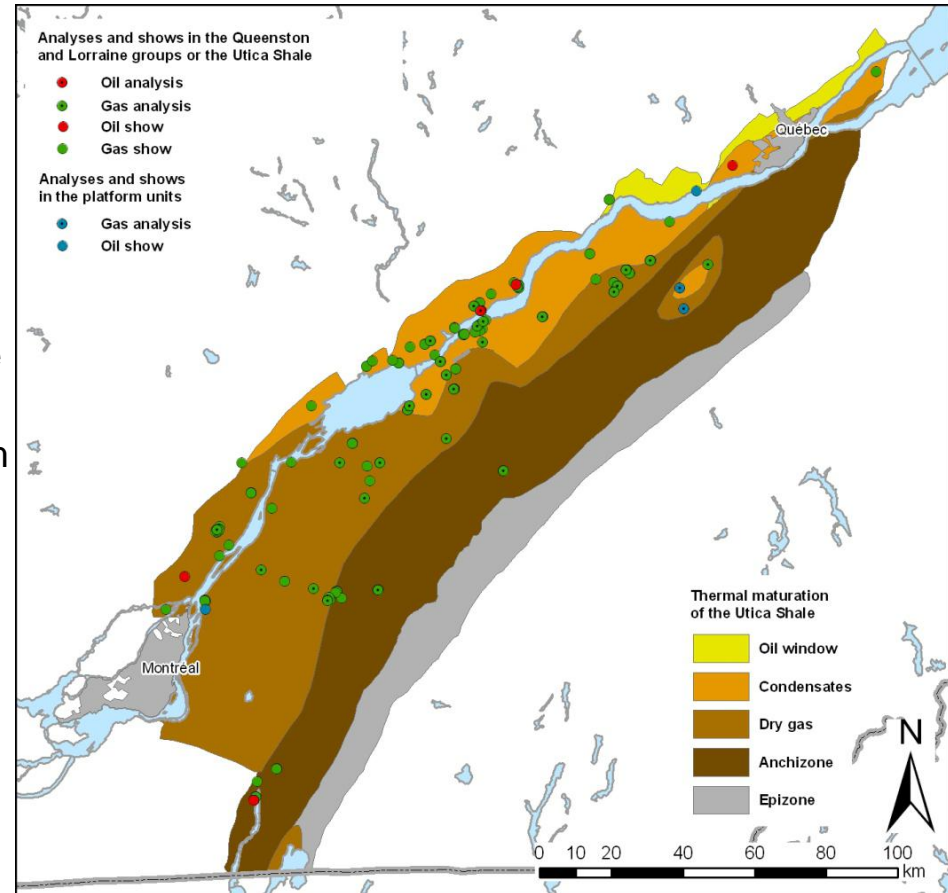 Analyses and shows in the Queenston
and Lorraine groups or the Utica Shale
Oil analysis
Gas analysis
Oil show
Gas show
Analyses and shows
in the platform units
Gas analysis
Oil show
Québec
n
Montréal
Thermal maturation
of the Utica Shale
Oil window
Condensates
Dry gas
Anchizone
Epizone
N
0 10 20 40 60 80 100
km